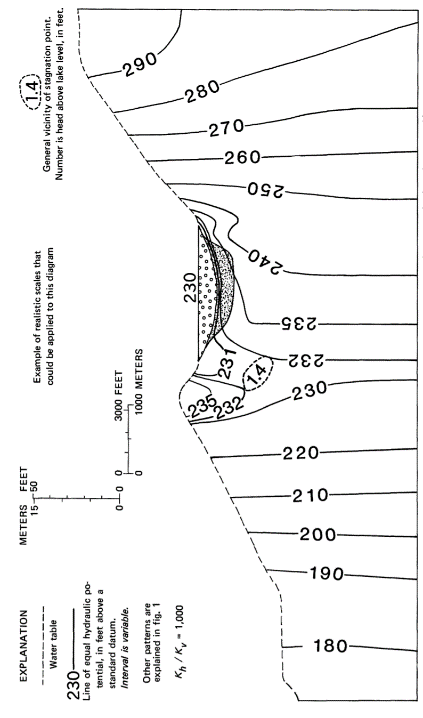 EXPLANATION
Water table
230
Line of equal hydraulic po-
tential, in feet above a
standard datum.
Interval is variable.
Other patterns are
explained in fig. 1
Kh / Kv = 1,000
METERS FEET
15 50
0 0
3000 FEET
1000 METERS
0
0
Example of realistic scales that
could be applied to this diagram
1.4
General vicinity of stagnation point.
Number is head above lake level, in feet.
180
190
200
210
220
230
232
235
231
1.4
232
230
235
240
250
260
270
280
290